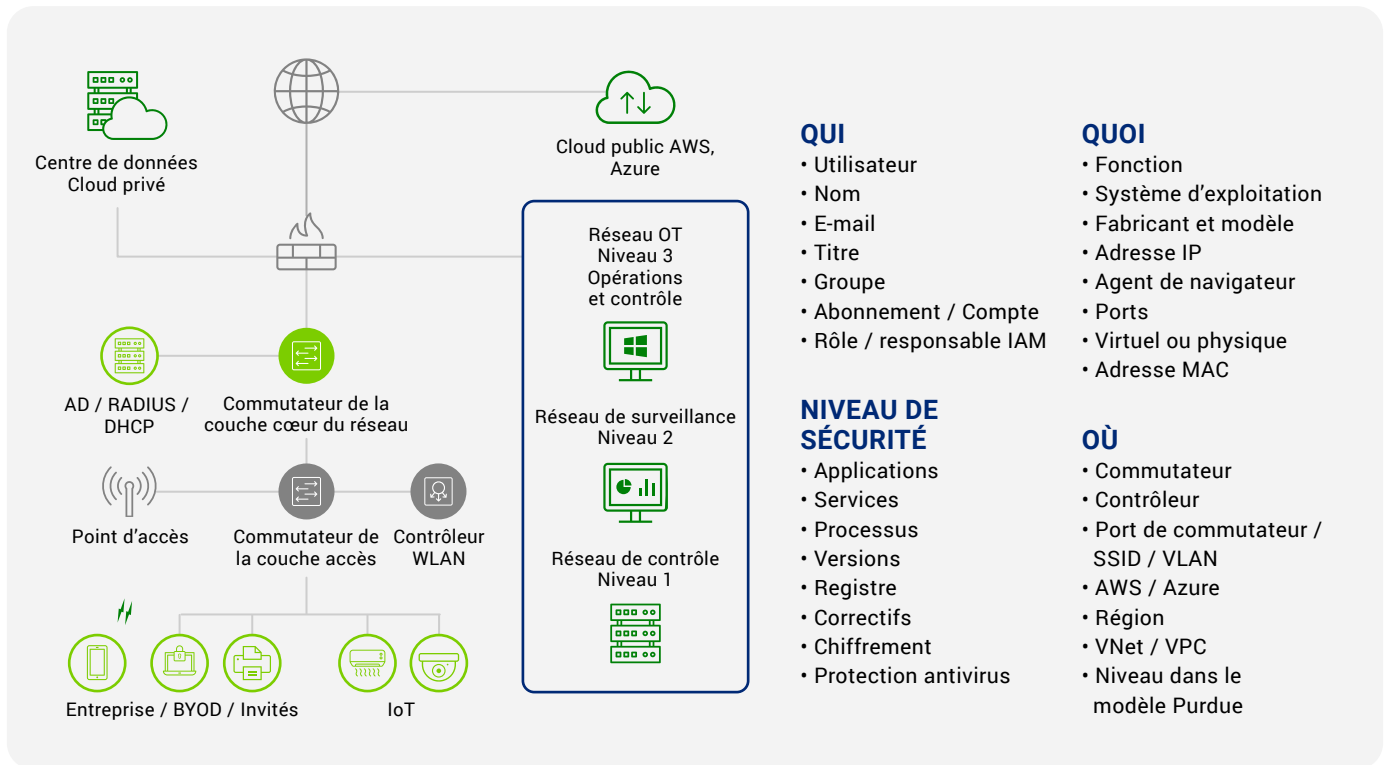 Centre de données
Cloud privé
Cloud public AWS,
Azure
Réseau OT
Niveau 3
Opérations
et contrôle
AD / RADIUS /
DHCP
Commutateur de la
couche cœur du réseau
Réseau de surveillance
Niveau 2
Point d’accès
Commutateur de
la couche accès
Contrôleur
WLAN
Réseau de contrôle
Niveau 1
Entreprise / BYOD / Invités
IoT
QUI
• Utilisateur
• Nom
• E-mail
• Titre
• Groupe
• Abonnement / Compte
• Rôle / responsable IAM
QUOI
• Fonction
• Système d’exploitation
• Fabricant et modèle
• Adresse IP
• Agent de navigateur
• Ports
• Virtuel ou physique
• Adresse MAC
NIVEAU DE
SÉCURITÉ
• Applications
• Services
• Processus
• Versions
• Registre
• Correctifs
• Chiffrement
• Protection antivirus
OÙ
• Commutateur
• Contrôleur
• Port de commutateur /
SSID / VLAN
• AWS / Azure
• Région
• VNet / VPC
• Niveau dans le
modèle Purdue